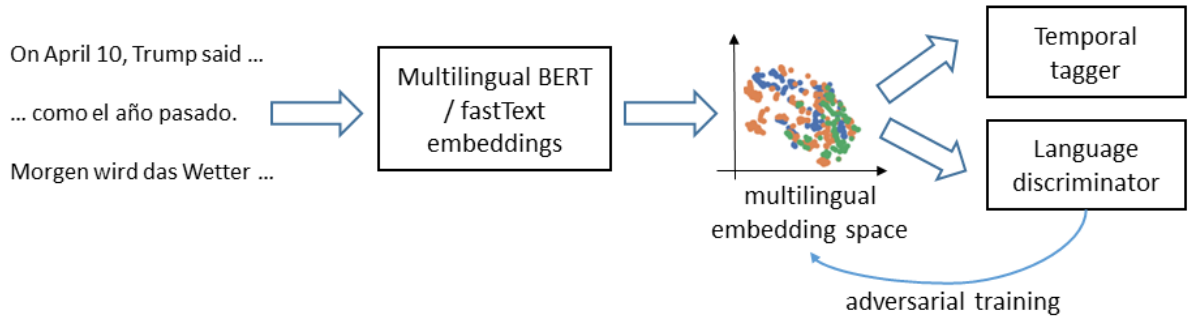 On April 10, Trump said ...
... como el año pasado.
Morgen wird das Wetter ...
Multilingual BERT
/ fastText
embeddings
multilingual
embedding space
Temporal
tagger
Language
discriminator
adversarial training